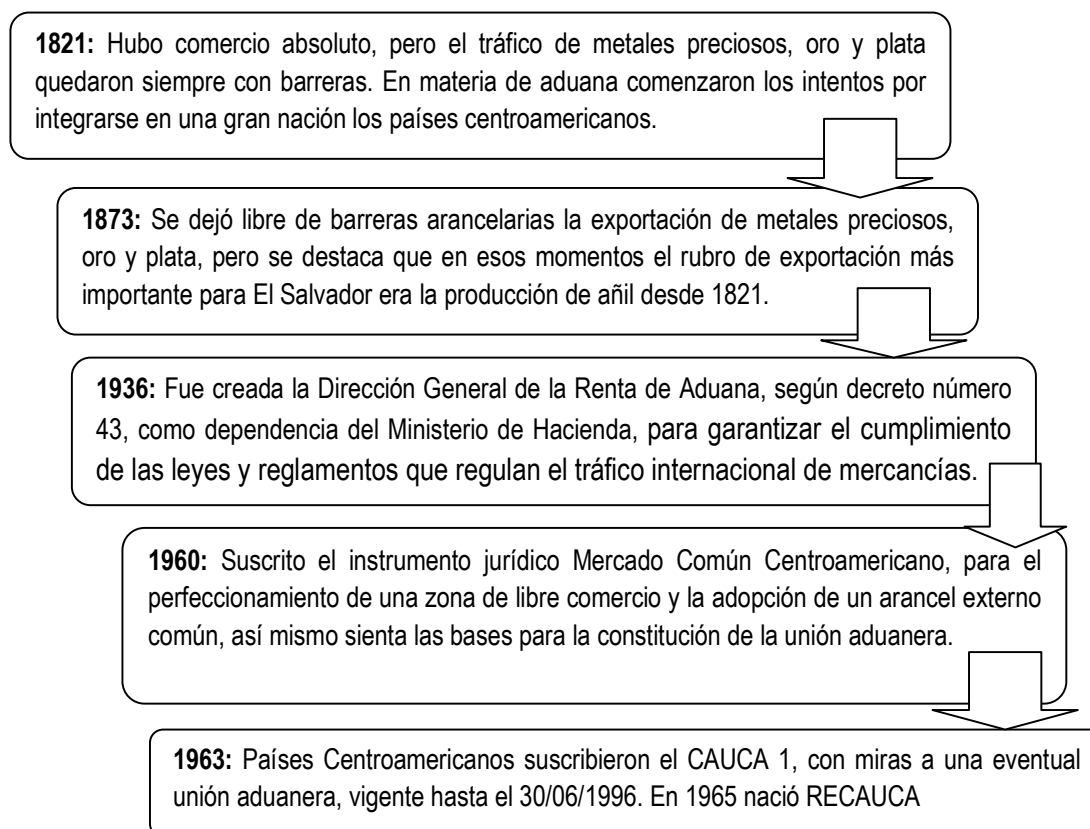 1821: Hubo comercio absoluto, pero el tráfico de metales preciosos, oro y plata
quedaron siempre con barreras. En materia de aduana comenzaron los intentos por
integrarse en una gran nación los países centroamericanos.
1873: Se dejó libre de barreras arancelarias la exportación de metales preciosos,
oro y plata, pero se destaca que en esos momentos el rubro de exportación más
importante para El Salvador era la producción de añil desde 1821.
1936: Fue creada la Dirección General de la Renta de Aduana, según decreto número
43, como dependencia del Ministerio de Hacienda, para garantizar el cumplimiento
de las leyes y reglamentos que regulan el tráfico internacional de mercancías.
1960: Suscrito el instrumento jurídico Mercado Común Centroamericano, para el
perfeccionamiento de una zona de libre comercio y la adopción de un arancel externo
común, así mismo sienta las bases para la constitución de la unión aduanera.
1963: Países Centroamericanos suscribieron el CAUCA 1, con miras a una eventual
unión aduanera, vigente hasta el 30/06/1996. En 1965 nació RECAUCA